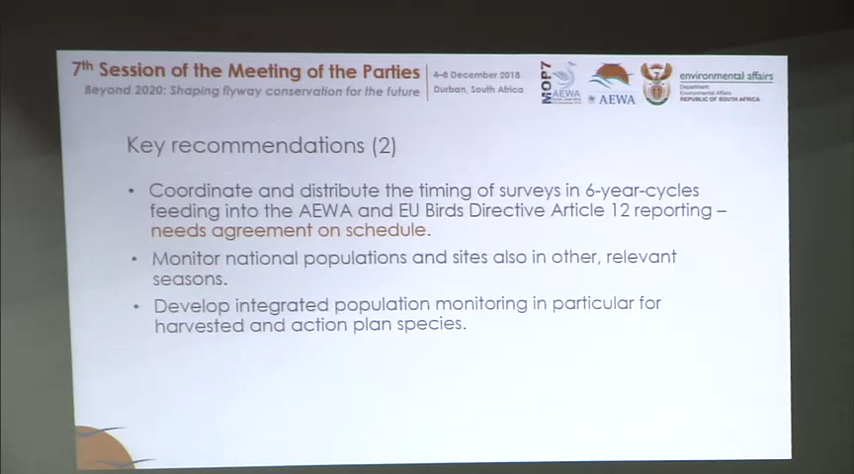 7th Session of the Meeting of the Parties
Beyond 2020: Shaping flyway conservation for the future
4–8 December 2018
Durban, South Africa
MOP7
AEWA
AEWA
environmental affairs
Department:
Environmental Affairs
REPUBLIC OF SOUTH AFRICA
Key recommendations (2)
• Coordinate and distribute the timing of surveys in 6-year-cycles
feeding into the AEWA and EU Birds Directive Article 12 reporting –
needs agreement on schedule.
• Monitor national populations and sites also in other, relevant
seasons.
• Develop integrated population monitoring in particular for
harvested and action plan species.